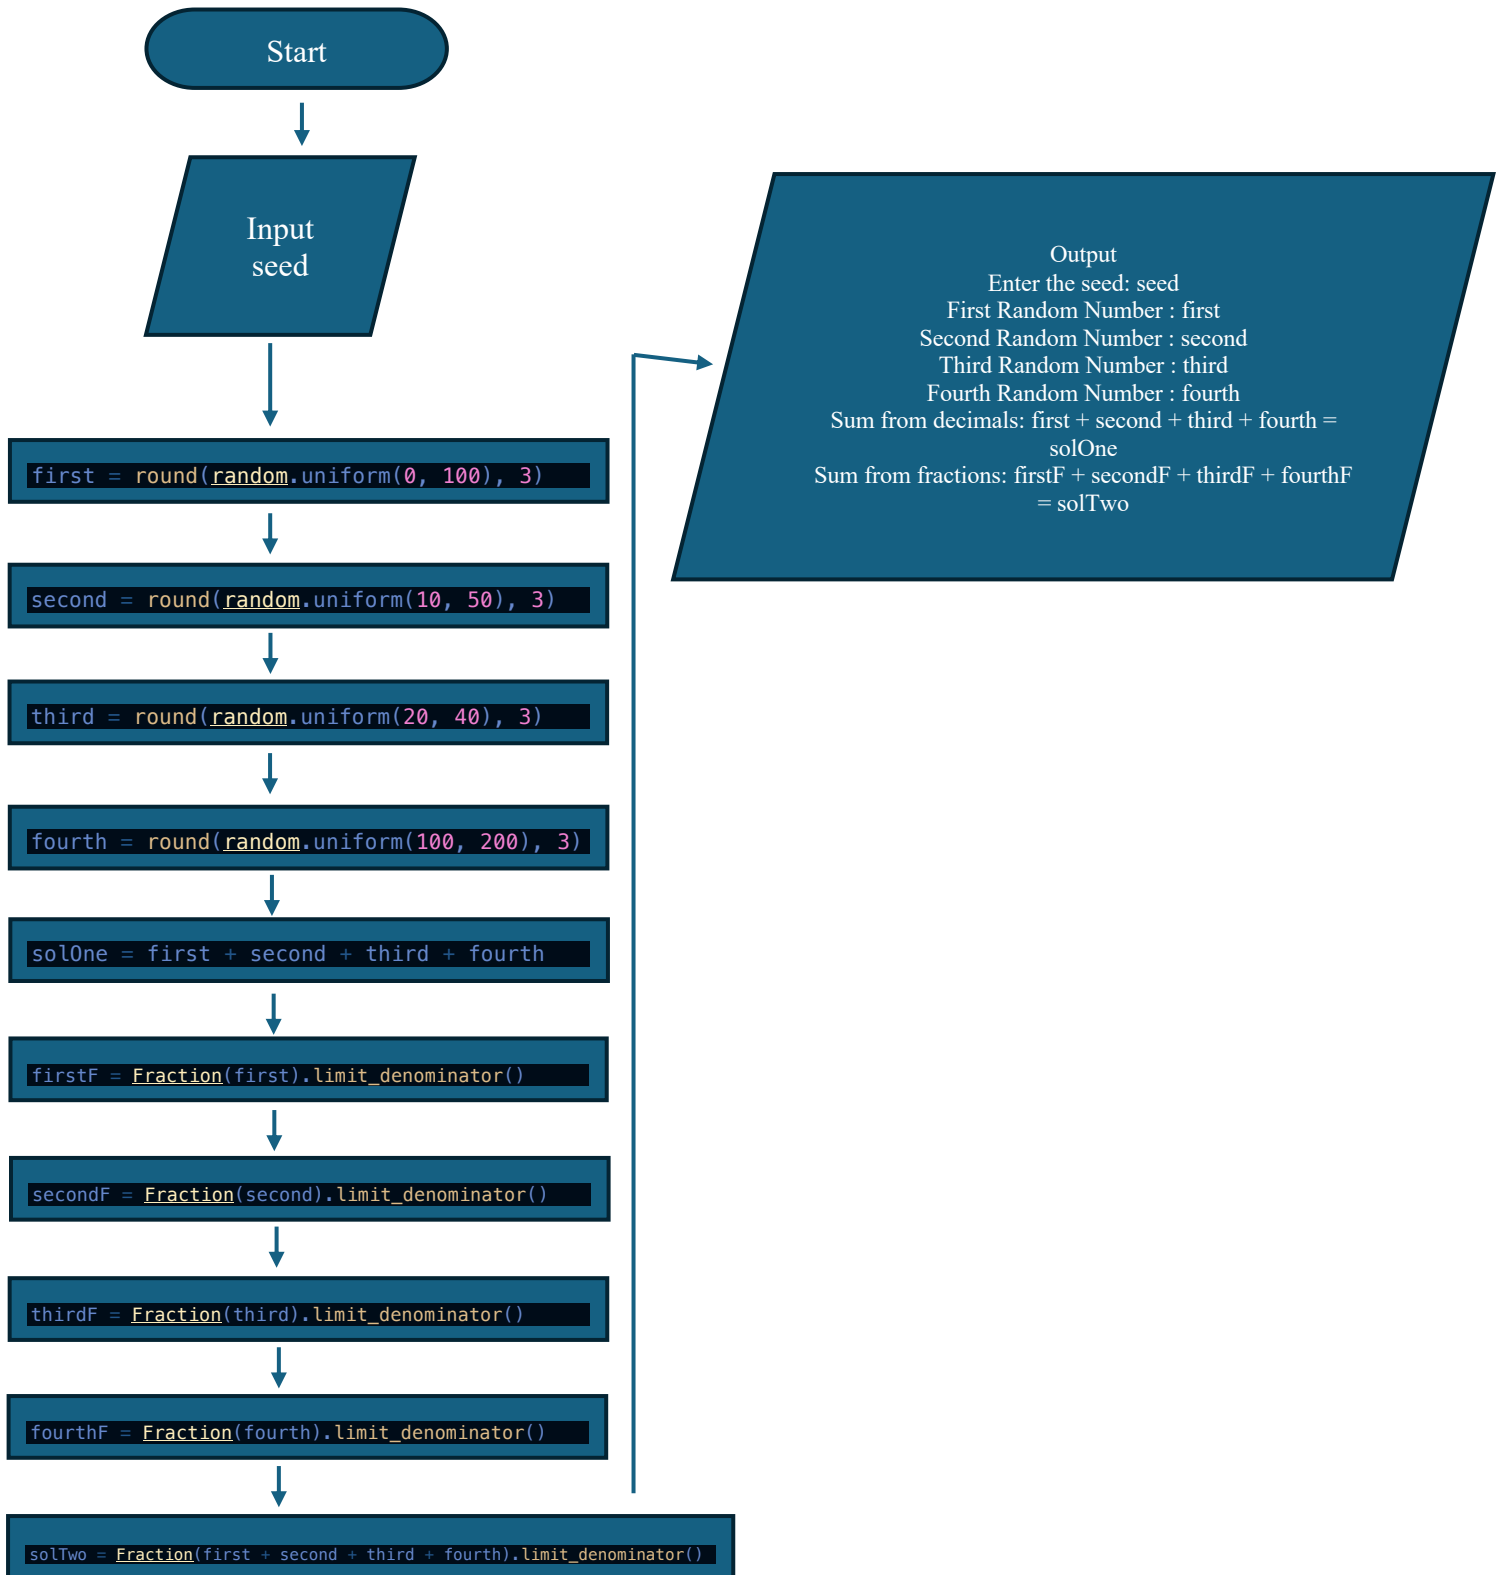 Start
Input
seed
first = round(random.uniform(0, 100), 3)
second = round(random.uniform(10, 50), 3)
third = round(random.uniform(20, 40), 3)
fourth = round(random.uniform(100, 200), 3)
solOne = first + second + third + fourth
firstF = Fraction(first).limit_denominator()
secondF = Fraction(second).limit_denominator()
thirdF = Fraction(third).limit_denominator()
fourthF = Fraction(fourth).limit_denominator()
solTwo = Fraction(first + second + third + fourth).limit_denominator()
Output
Enter the seed: seed
First Random Number : first
Second Random Number : second
Third Random Number : third
Fourth Random Number : fourth
Sum from decimals: first + second + third + fourth =
solOne
Sum from fractions: firstF + secondF + thirdF + fourthF
= solTwo